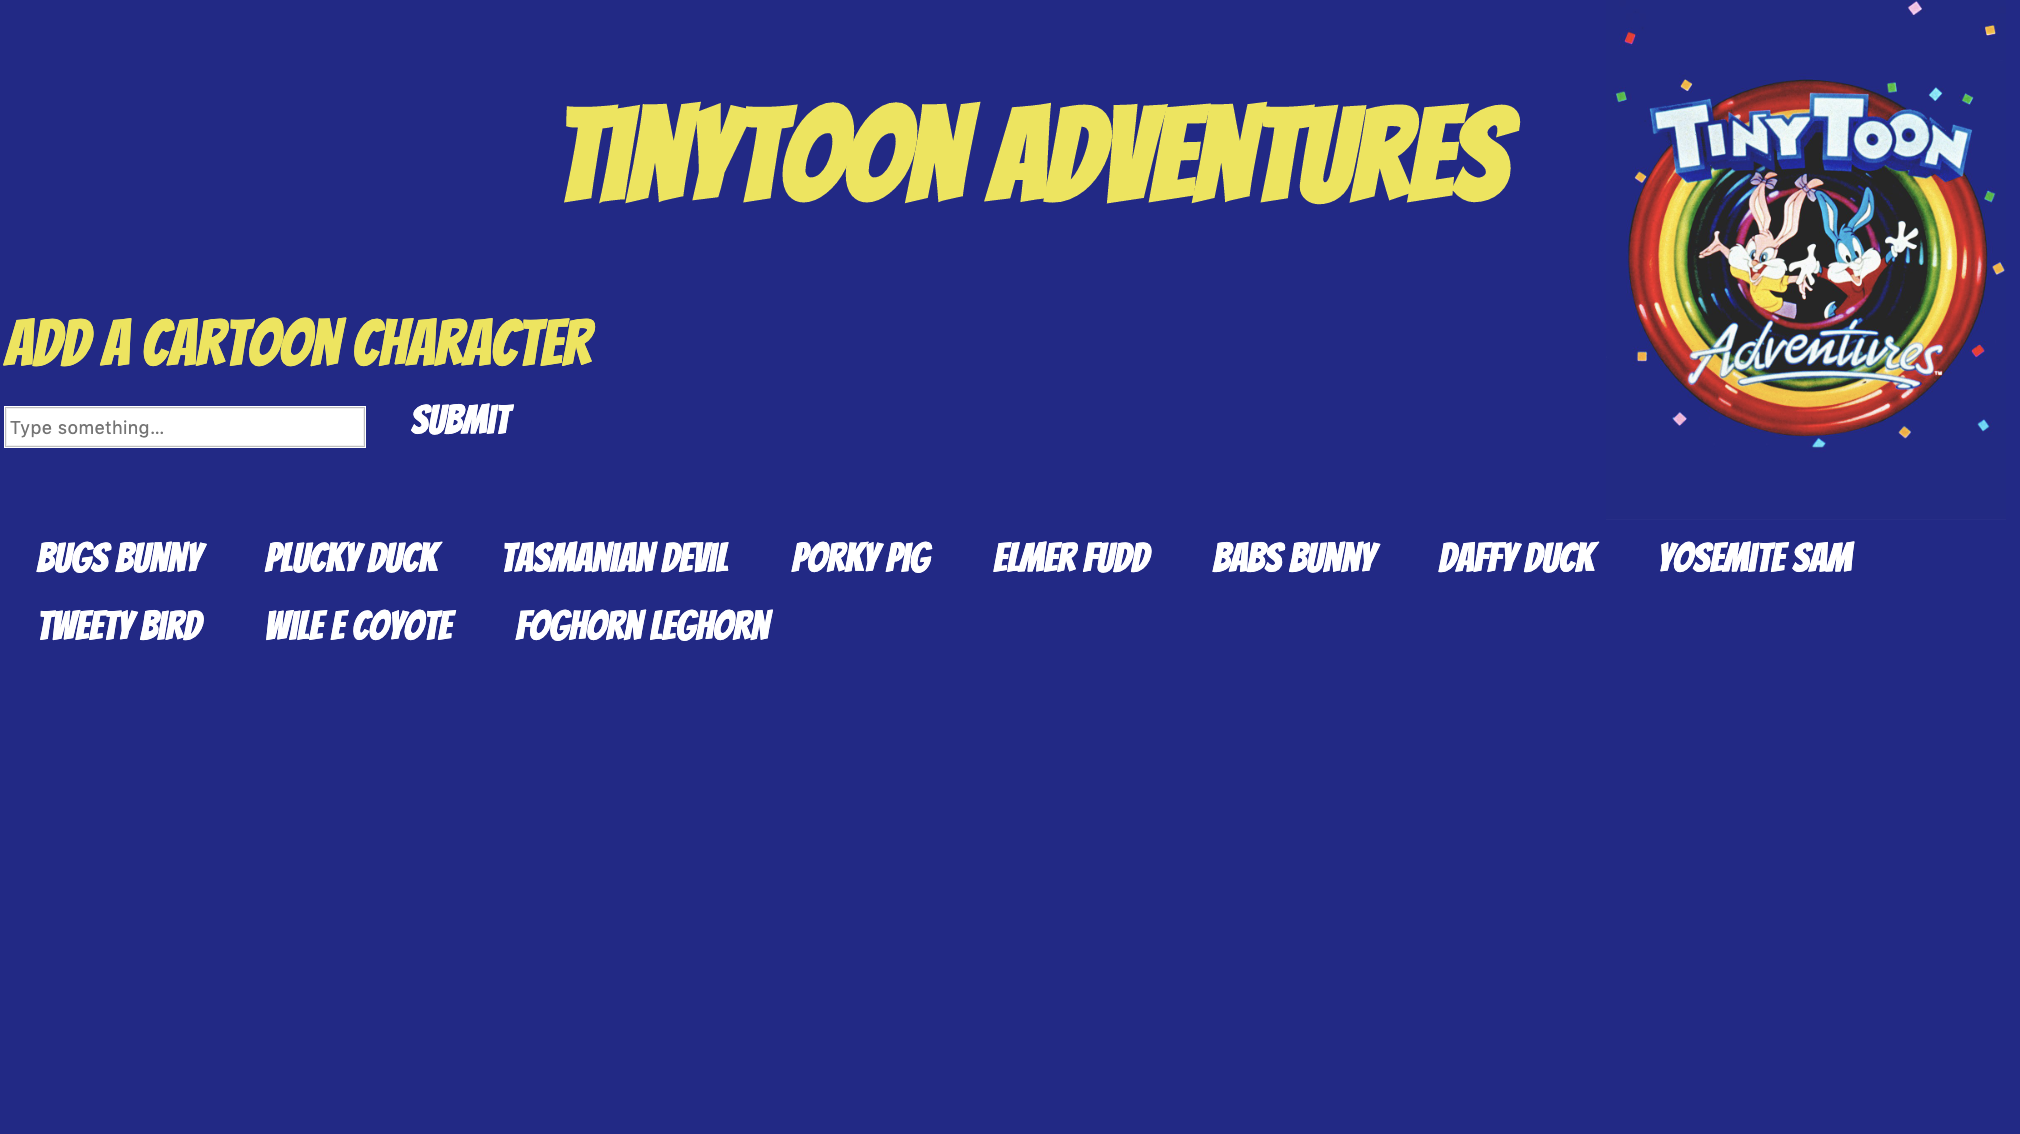 TINYTOON ADVENTURES
TINY TOON
Adventures™
ADD A CARTOON CHARACTER
Type something... SUBMIT
BUGS BUNNY PLUCKY DUCK TASMANIAN DEVIL PORKY PIG ELMER FUDD BABS BUNNY DAFFY DUCK YOSEMITE SAM
TWEETY BIRD WILE E COYOTE FOGHORN LEGHORN